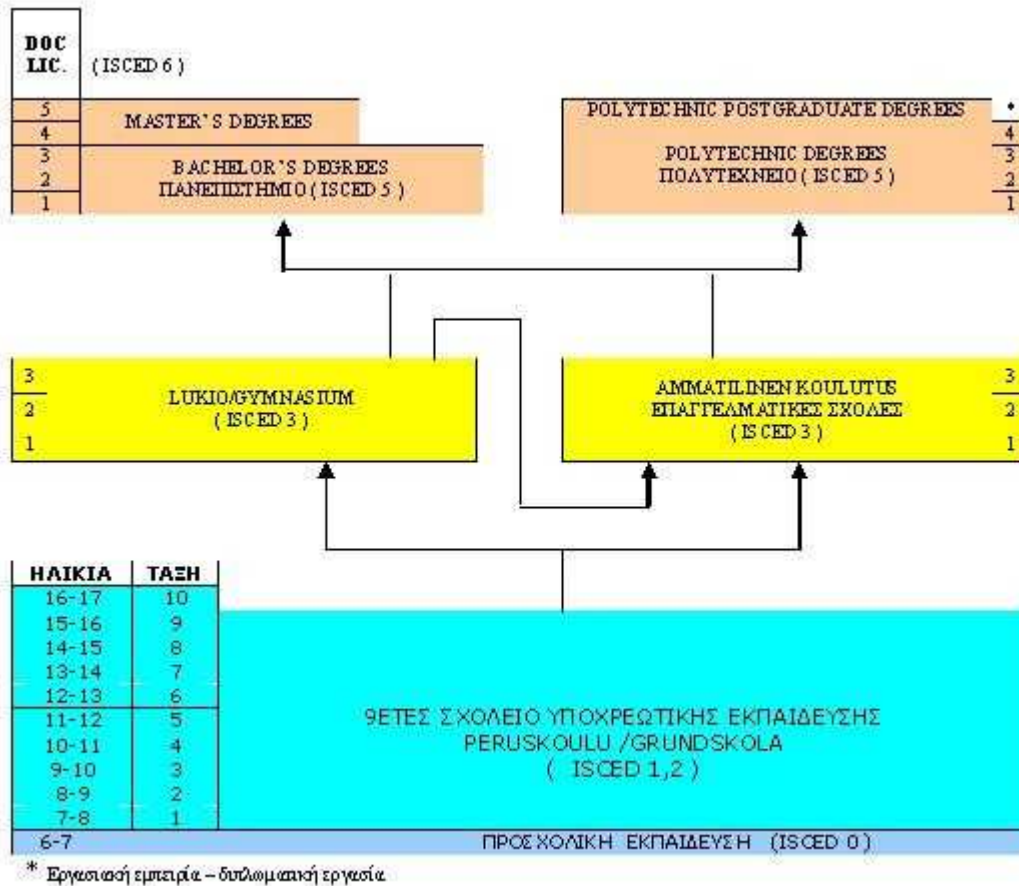 DOC
LIC. (ISCED 6)
5
4
MASTER'S DEGREES
3
2
1
BACHELOR'S DEGREES
ΠΑΝΕΠΙΣΤΗΜΙΟ (ISCED 5)
POLYTECHNIC POSTGRADUATE DEGREES *
POLYTECHNIC DEGREES
ΠΟΛΥΤΕΧΝΕΙΟ (ISCED 5)
4
3
2
1
3
2
1
LUKIO/GYMNASIUM
(ISCED 3)
AMMATILINEN KOULUTUS
ΕΠΑΓΓΕΛΜΑΤΙΚΕΣ ΣΧΟΛΕΣ
(ISCED 3)
3
2
1
ΗΛΙΚΙΑ ΤΑΞΗ
16-17 10
15-16 9
14-15 8
13-14 7
12-13 6
11-12 5
10-11 4
9-10 3
8-9 2
7-8 1
9ΕΤΕΣ ΣΧΟΛΕΙΟ ΥΠΟΧΡΕΩΤΙΚΗΣ ΕΚΠΑΙΔΕΥΣΗΣ
PERUSKOULU /GRUNDSKOLA
( ISCED 1,2 )
6-7 ΠΡΟΣΧΟΛΙΚΗ ΕΚΠΑΙΔΕΥΣΗ (ISCED 0)
* Εργασιακή εμπειρία – διπλωματική εργασία